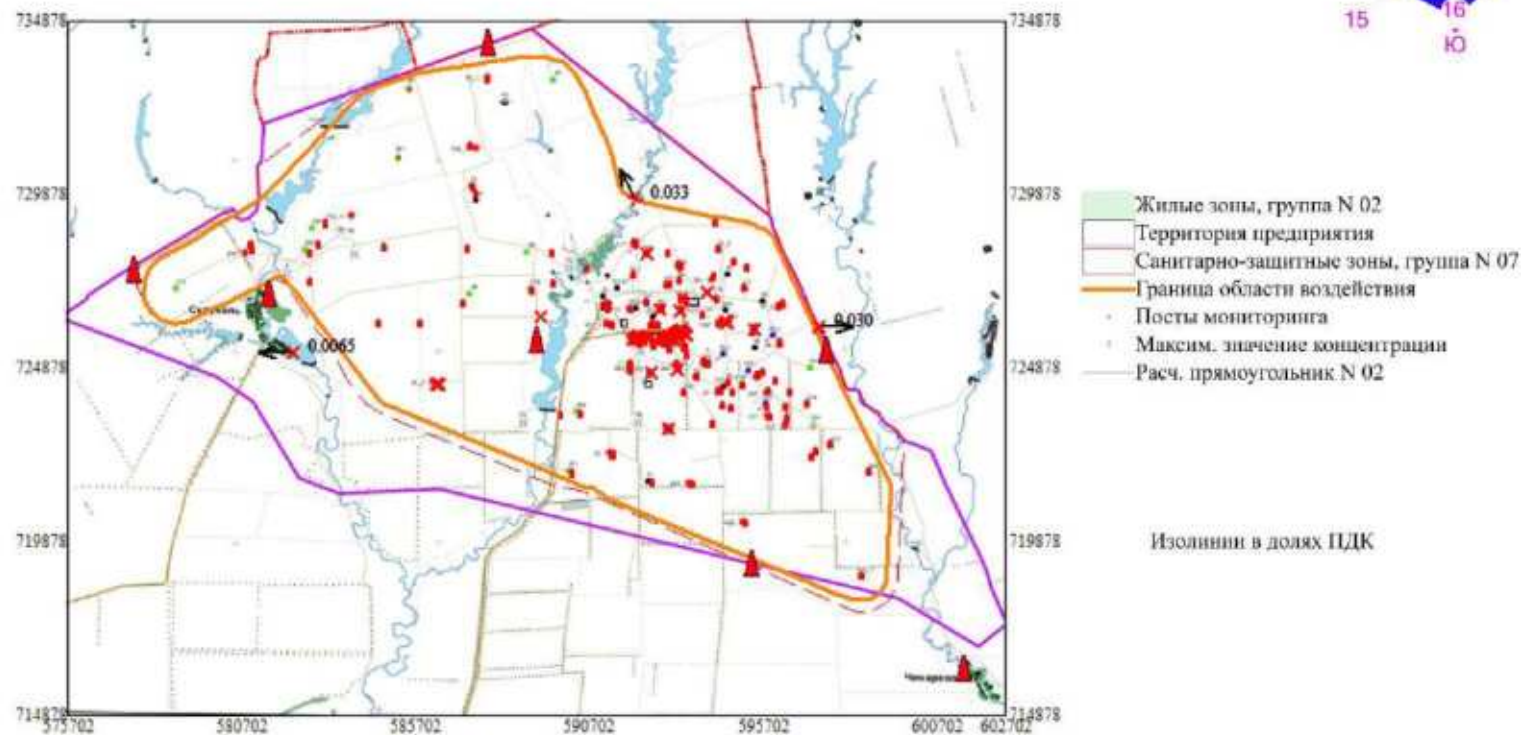 734878
734878
15
16
Ю
729878
729878
0.033
Жилые зоны, группа N 02
Территория предприятия
Санитарно-защитные зоны, группа N 07
Граница области воздействия
Посты мониторинга
Максим. значение концентрации
Расч. прямоугольник N 02
0.030
0.0065
724878
724878
719878
719878
Изолинии в долях ПДК
714878
714878
575702
580702
585702
590702
595702
600702
602702